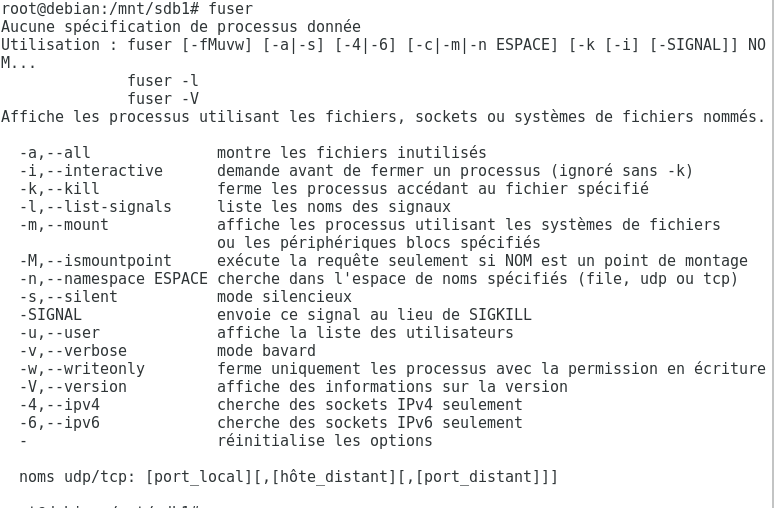 root@debian:/mnt/sdb1# fuser
Aucune spécification de processus donnée
Utilisation : fuser [-fMuvw] [-a|-s] [-4|-6] [-c|-m|-n ESPACE] [-k [-i] [-SIGNAL]] NO
M...
fuser -l
fuser -V
Affiche les processus utilisant les fichiers, sockets ou systèmes de fichiers nommés.
-a,--all montre les fichiers inutilisés
-i,--interactive demande avant de fermer un processus (ignoré sans -k)
-k,--kill ferme les processus accédant au fichier spécifié
-l,--list-signals liste les noms des signaux
-m,--mount affiche les processus utilisant les systèmes de fichiers
ou les périphériques blocs spécifiés
-M,--ismountpoint exécute la requête seulement si NOM est un point de montage
-n,--namespace ESPACE cherche dans l'espace de noms spécifiés (file, udp ou tcp)
-s,--silent mode silencieux
-SIGNAL envoie ce signal au lieu de SIGKILL
-u,--user affiche la liste des utilisateurs
-v,--verbose mode bavard
-w,--writeonly ferme uniquement les processus avec la permission en écriture
-V,--version affiche des informations sur la version
-4,--ipv4 cherche des sockets IPv4 seulement
-6,--ipv6 cherche des sockets IPv6 seulement
- réinitialise les options
noms udp/tcp: [port_local][,[hôte_distant][,[port_distant]]]